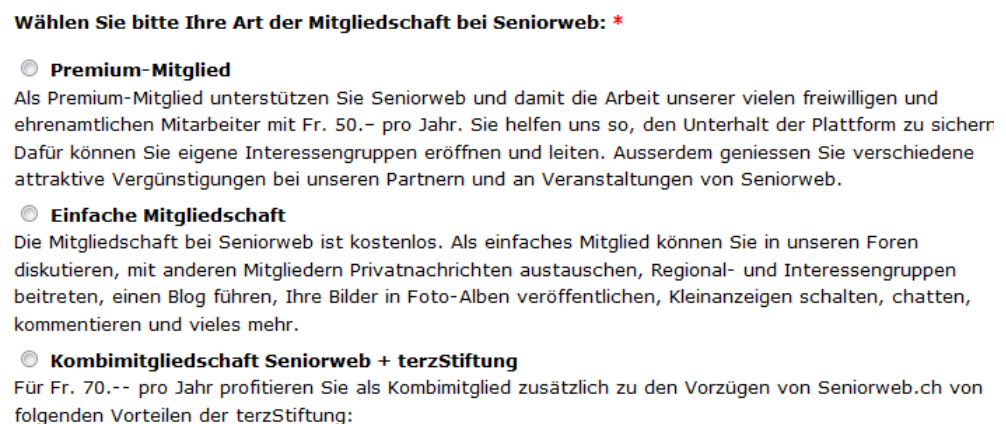 Wählen Sie bitte Ihre Art der Mitgliedschaft bei Seniorweb: *
Premium-Mitglied
Als Premium-Mitglied unterstützen Sie Seniorweb und damit die Arbeit unserer vielen freiwilligen und
ehrenamtlichen Mitarbeiter mit Fr. 50.– pro Jahr. Sie helfen uns so, den Unterhalt der Plattform zu sichern
Dafür können Sie eigene Interessengruppen eröffnen und leiten. Ausserdem geniessen Sie verschiedene
attraktive Vergünstigungen bei unseren Partnern und an Veranstaltungen von Seniorweb.
Einfache Mitgliedschaft
Die Mitgliedschaft bei Seniorweb ist kostenlos. Als einfaches Mitglied können Sie in unseren Foren
diskutieren, mit anderen Mitgliedern Privatnachrichten austauschen, Regional- und Interessengruppen
beitreten, einen Blog führen, Ihre Bilder in Foto-Alben veröffentlichen, Kleinanzeigen schalten, chatten,
kommentieren und vieles mehr.
Kombimitgliedschaft Seniorweb + terzStiftung
Für Fr. 70.-- pro Jahr profitieren Sie als Kombimitglied zusätzlich zu den Vorzügen von Seniorweb.ch von
folgenden Vorteilen der terzStiftung: